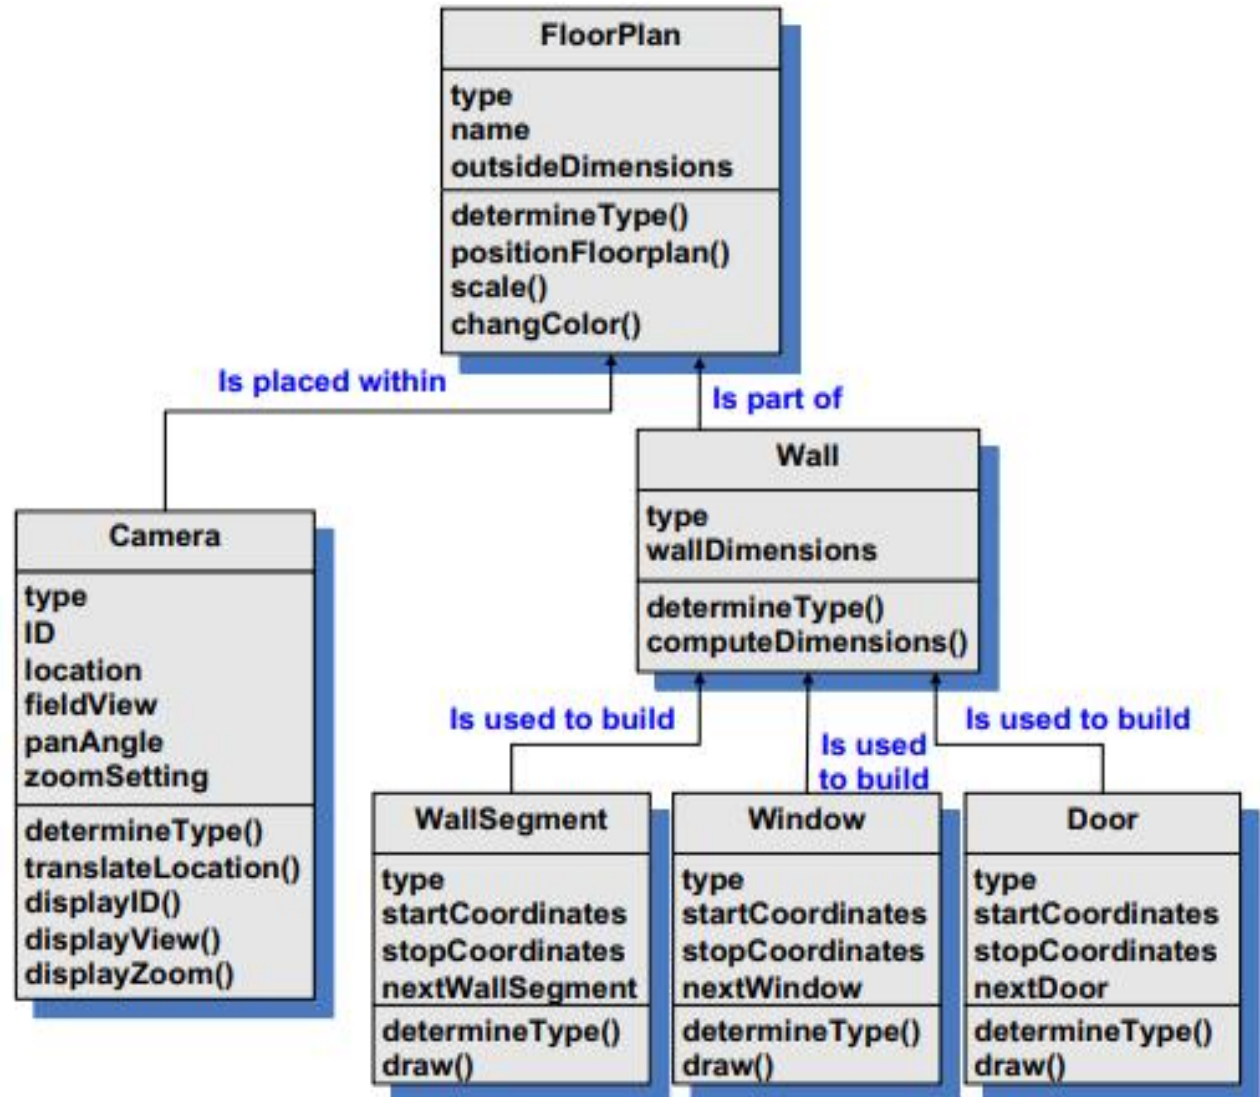 FloorPlan
type
name
outsideDimensions
determineType()
positionFloorplan()
scale()
changColor()
Is placed within
Is part of
Wall
type
wallDimensions
determineType()
computeDimensions()
Camera
type
ID
location
fieldView
panAngle
zoomSetting
determineType()
translateLocation()
displayID()
displayView()
displayZoom()
Is used to build
Is used
to build
Is used to build
WallSegment
type
startCoordinates
stopCoordinates
nextWallSegment
determineType()
draw()
Window
type
startCoordinates
stopCoordinates
nextWindow
determineType()
draw()
Door
type
startCoordinates
stopCoordinates
nextDoor
determineType()
draw()